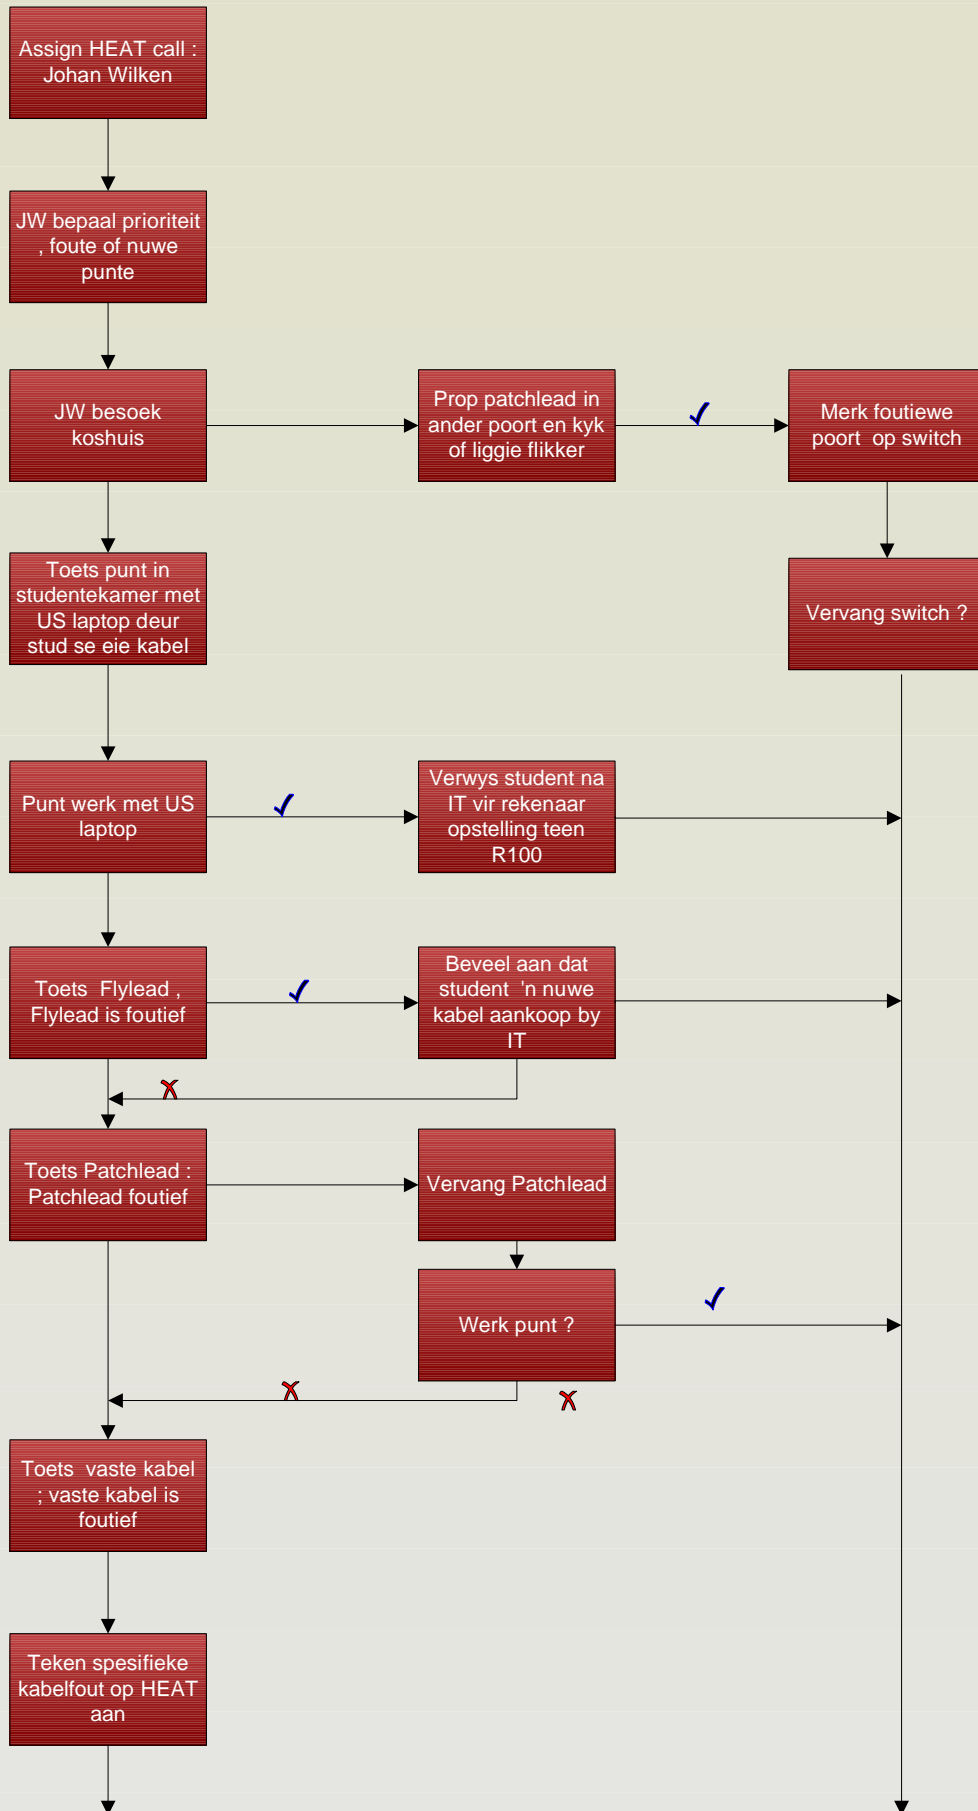 Assign HEAT call :
Johan Wilken
JW bepaal prioriteit
, foute of nuwe
punte
JW besoek
koshuis
Prop patchlead in
ander poort en kyk
of liggie flikker
Merk foutiewe
poort op switch
Toets punt in
studentekamer met
US laptop deur
stud se eie kabel
Vervang switch ?
Punt werk met US
laptop
Verwys student na
IT vir rekenaar
opstelling teen
R100
Toets Flylead ,
Flylead is foutief
Beveel aan dat
student 'n nuwe
kabel aankoop by
IT
Toets Patchlead :
Patchlead foutief
Vervang Patchlead
Werk punt ?
Toets vaste kabel
; vaste kabel is
foutief
Teken spesifieke
kabelfout op HEAT
aan